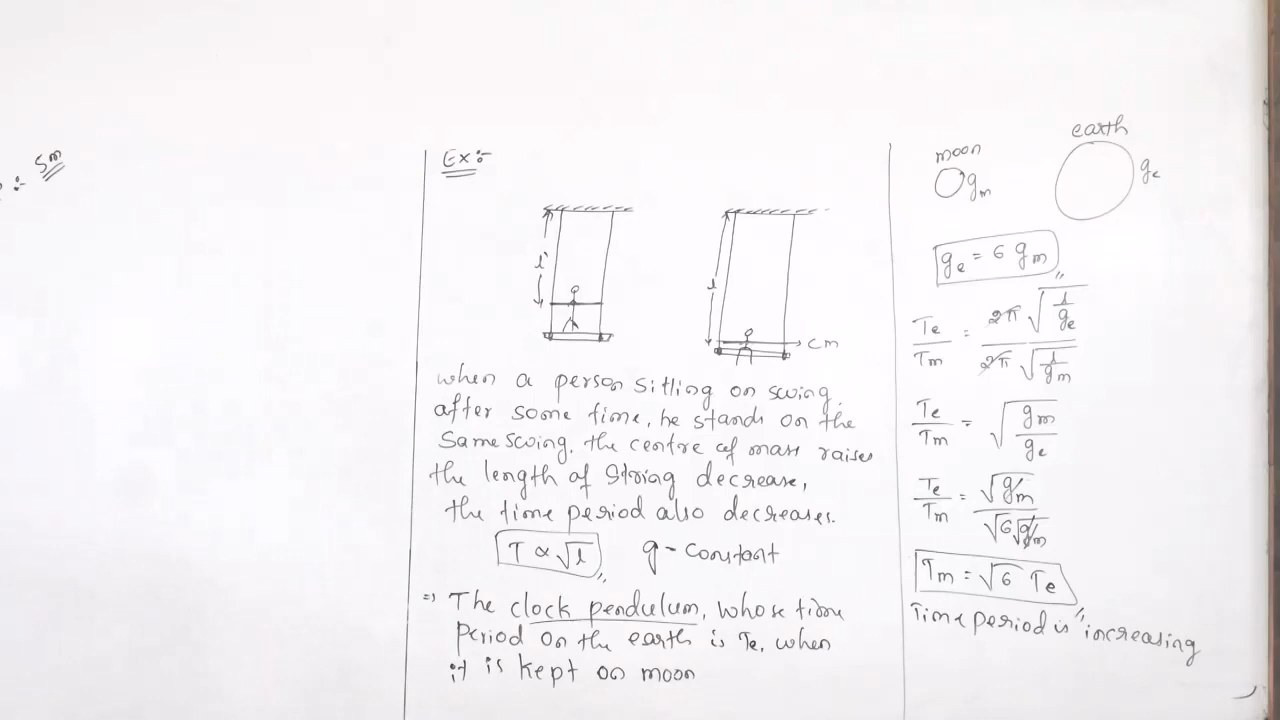 :- 5m
Ex:-
l'
l
cm
when a person sitting on swing.
after some time, he stands on the
Same swing, the centre of mass raises
the length of string decrease,
the time period also decreases.
T ∝ √l g - constant
=> The clock pendulum, whose time
period on the earth is Te, when
it is kept on moon
moon earth
gm ge
ge = 6 gm
Te/Tm = 2π √(l/ge) / 2π √(l/gm)
Te/Tm = √(gm/ge)
Te/Tm = √gm / √6 √gm
Tm = √6 Te
Time period is increasing